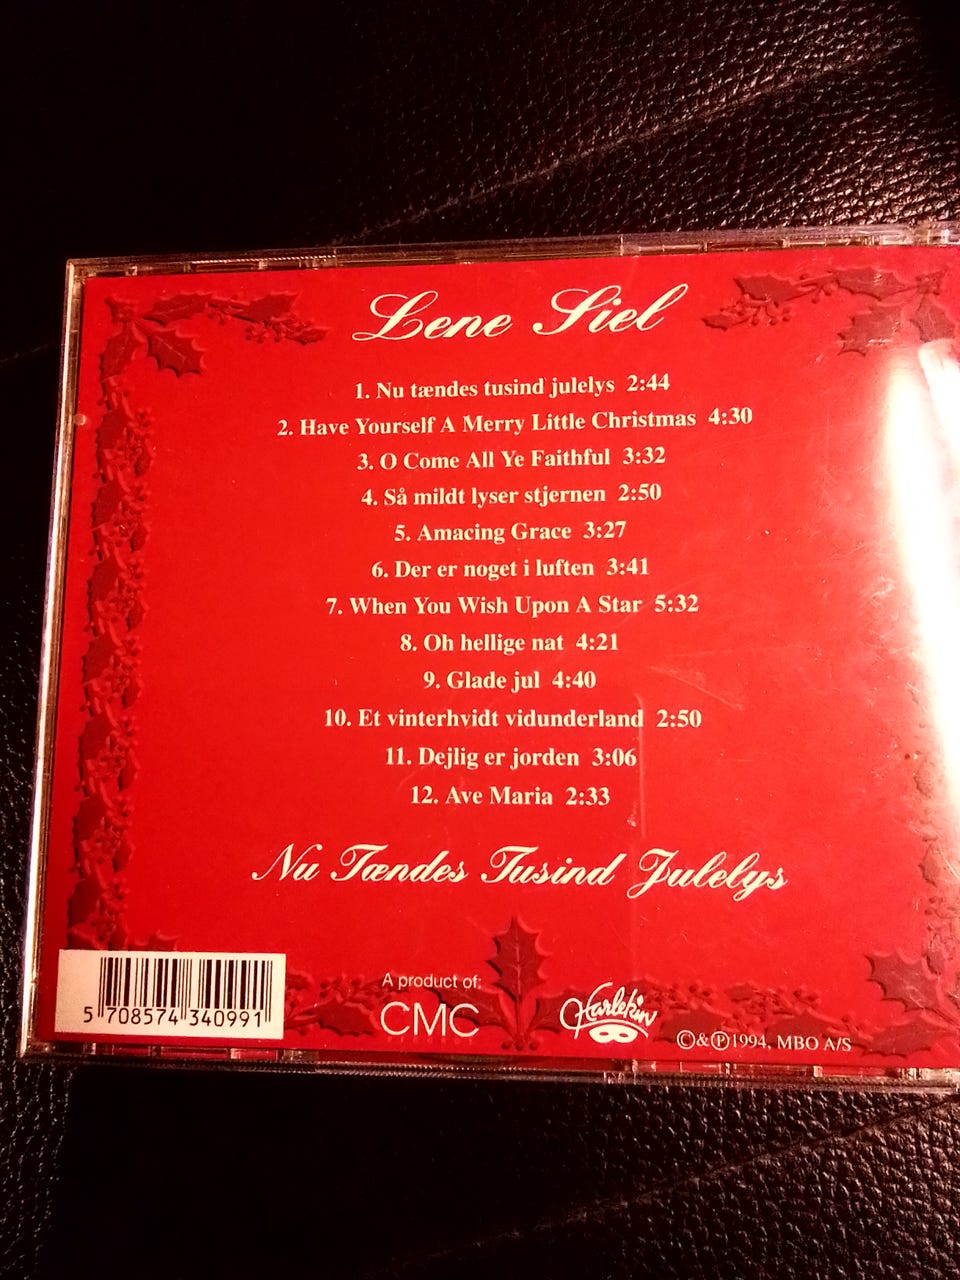 Lene Siel
1. Nu tændes tusind julelys 2:44
2. Have Yourself A Merry Little Christmas 4:30
3. O Come All Ye Faithful 3:32
4. Så mildt lyser stjernen 2:50
5. Amacing Grace 3:27
6. Der er noget i luften 3:41
7. When You Wish Upon A Star 5:32
8. Oh hellige nat 4:21
9. Glade jul 4:40
10. Et vinterhvidt vidunderland 2:50
11. Dejlig er jorden 3:06
12. Ave Maria 2:33
Nu Tændes Tusind Julelys
5 708574 340991
A product of:
CMC
Harlekin
©&℗1994, MBO A/S